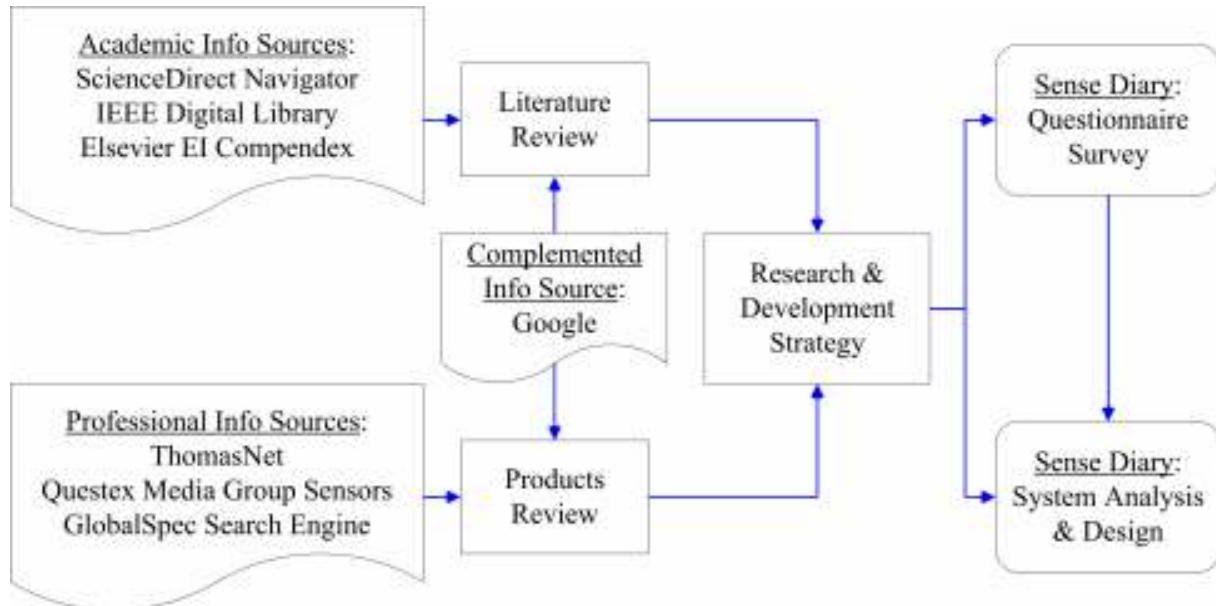 Academic Info Sources:
ScienceDirect Navigator
IEEE Digital Library
Elsevier EI Compendex
Literature
Review
Complemented
Info Source:
Google
Professional Info Sources:
ThomasNet
Questex Media Group Sensors
GlobalSpec Search Engine
Products
Review
Research &
Development
Strategy
Sense Diary:
Questionnaire
Survey
Sense Diary:
System Analysis
& Design